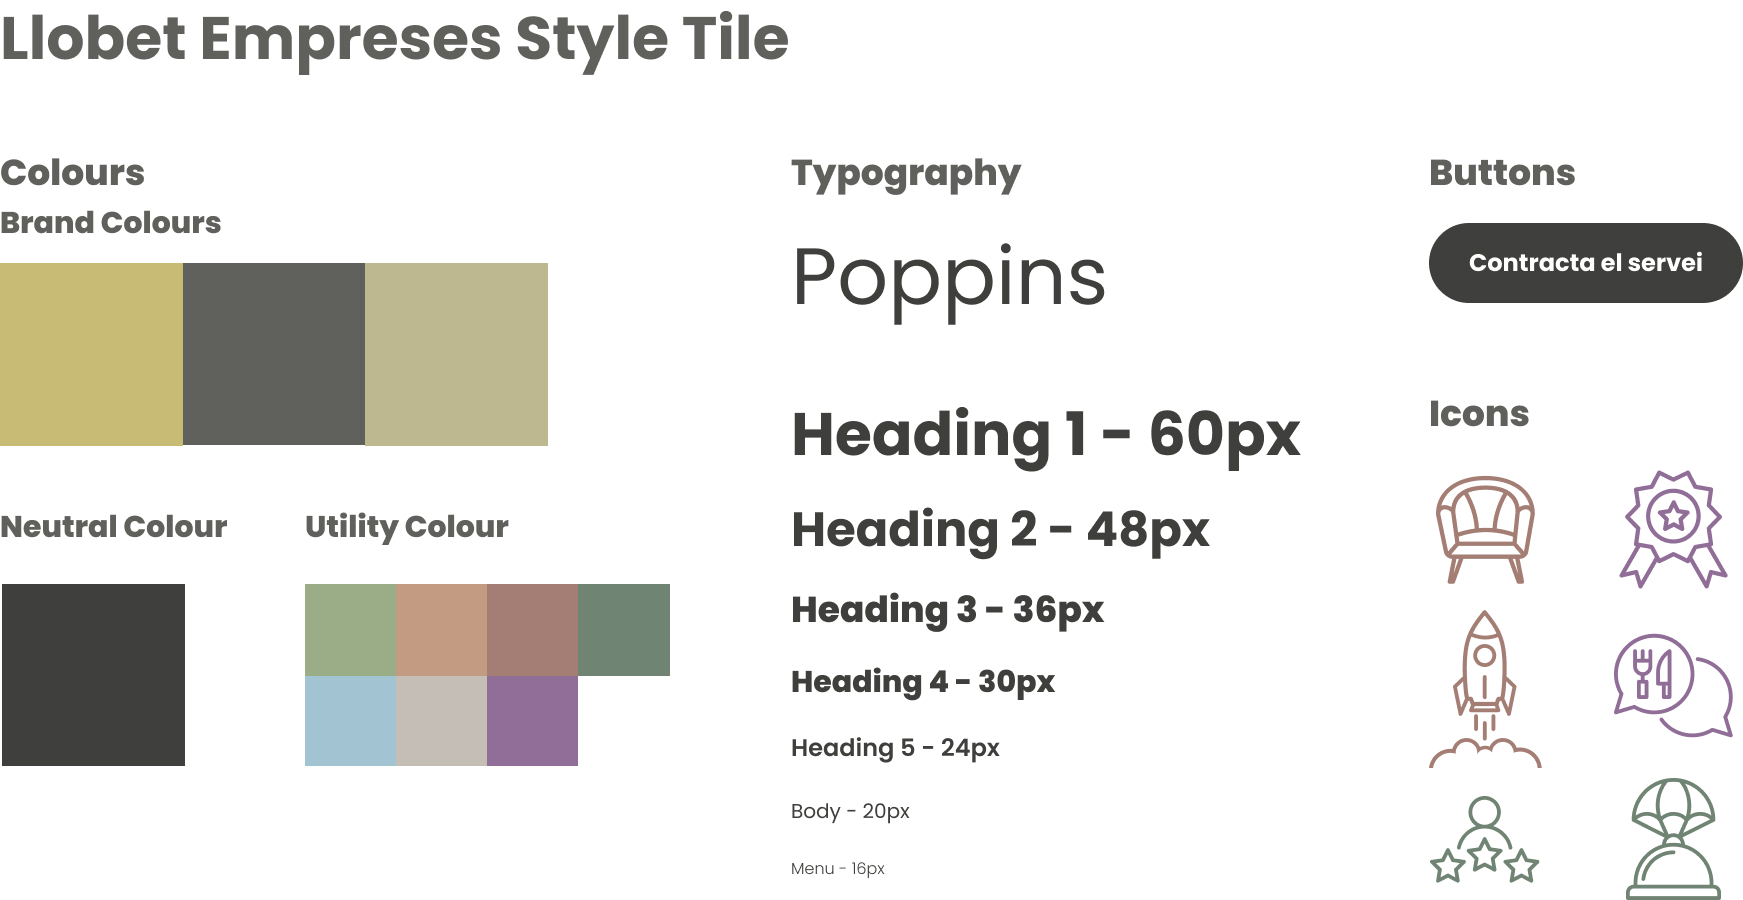 Llobet Empreses Style Tile
Colours
Brand Colours
Neutral Colour
Utility Colour
Typography
Poppins
Heading 1 - 60px
Heading 2 - 48px
Heading 3 - 36px
Heading 4 - 30px
Heading 5 - 24px
Body - 20px
Menu - 16px
Buttons
Contracta el servei
Icons